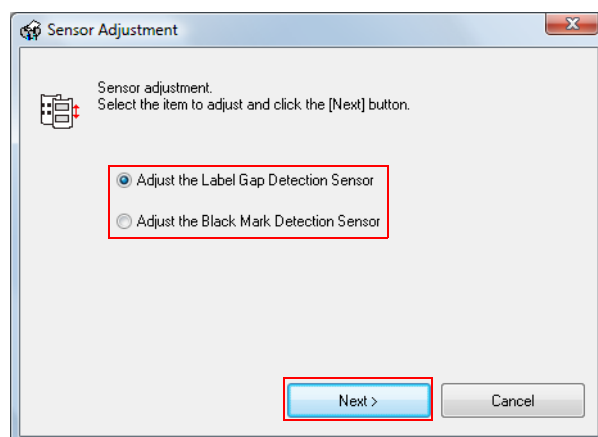 Sensor Adjustment
Sensor adjustment.
Select the item to adjust and click the [Next] button.
Adjust the Label Gap Detection Sensor
Adjust the Black Mark Detection Sensor
Next >
Cancel